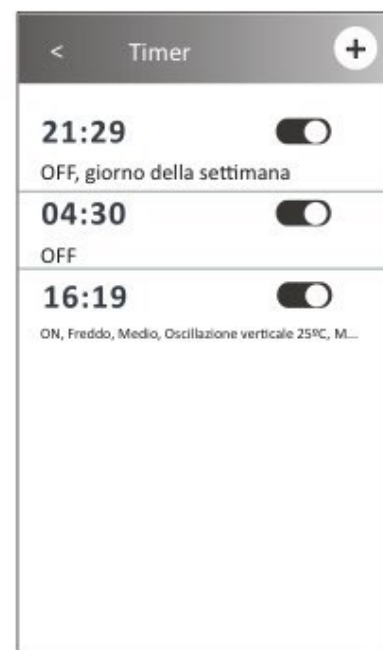 < Timer +
21:29
OFF, giorno della settimana
04:30
OFF
16:19
ON, Freddo, Medio, Oscillazione verticale 25ºC, M...